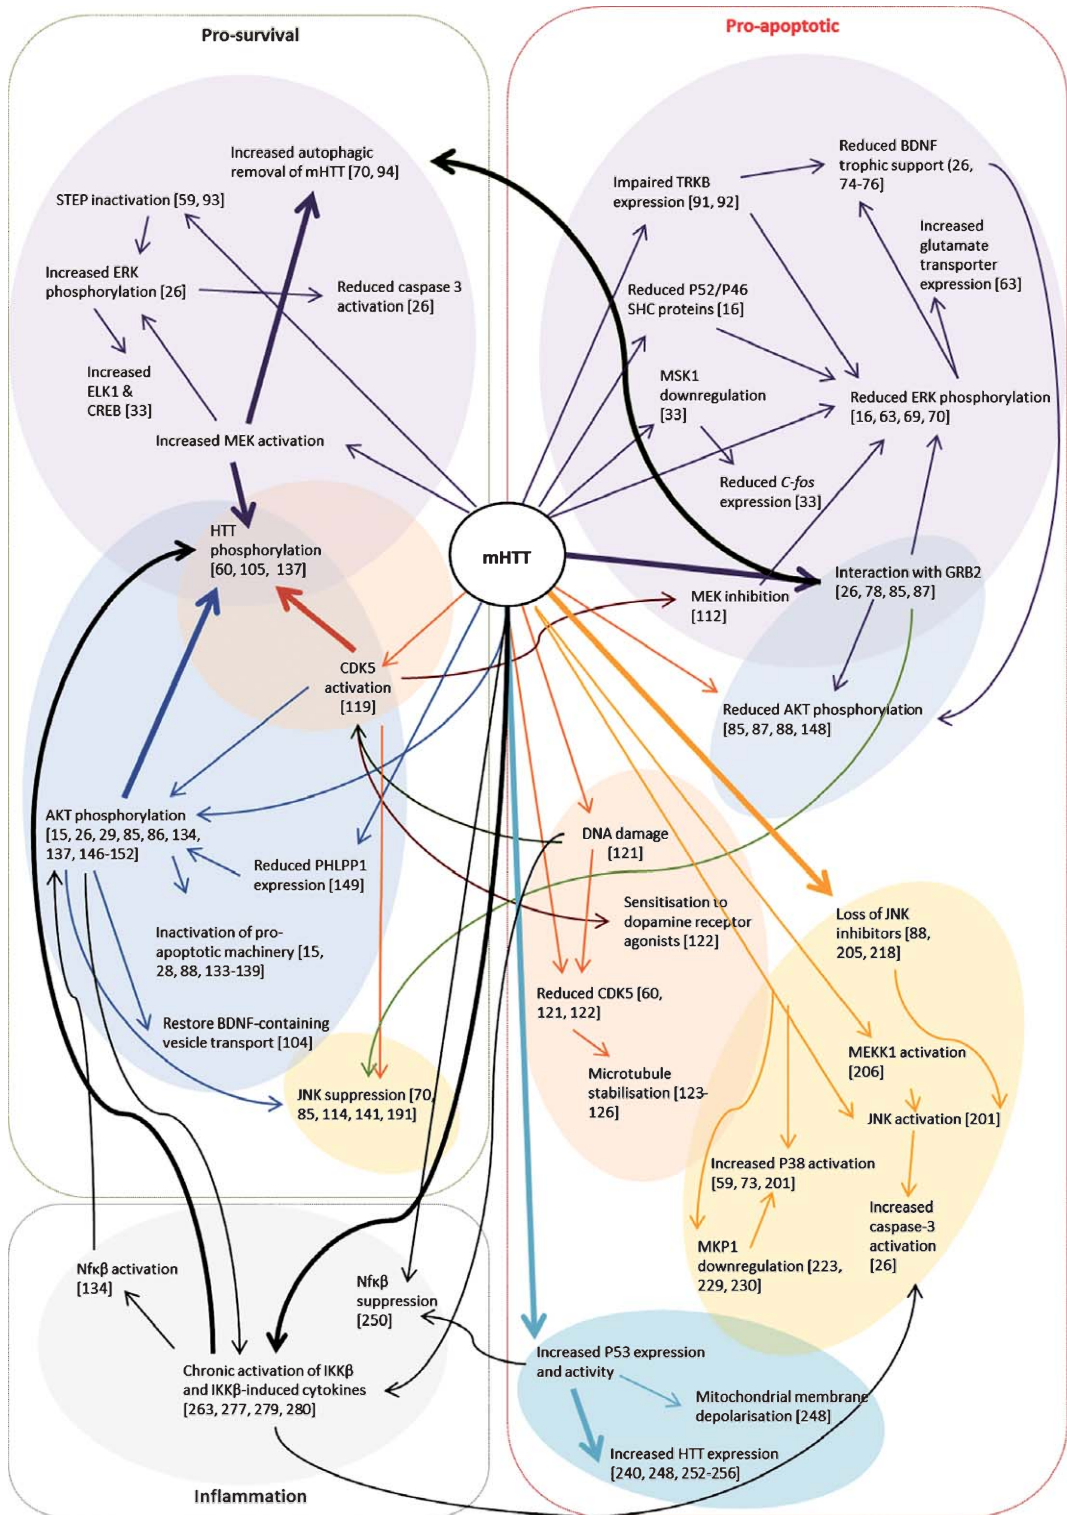 Pro-survival
Increased autophagic
removal of mHTT [70, 94]
STEP inactivation [59, 93]
Increased ERK
phosphorylation [26]
Reduced caspase 3
activation [26]
Increased
ELK1 &
CREB [33]
Increased MEK activation
HTT
phosphorylation
[60, 105, 137]
CDK5
activation
[119]
AKT phosphorylation
[15, 26, 29, 85, 86, 134,
137, 146-152]
Reduced PHLPP1
expression [149]
Inactivation of pro-
apoptotic machinery [15,
28, 88, 133-139]
Restore BDNF-containing
vesicle transport [104]
JNK suppression [70,
85, 114, 141, 191]
mHTT
Pro-apoptotic
Reduced BDNF
trophic support (26,
74-76]
Impaired TRKB
expression [91, 92]
Increased
glutamate
transporter
expression [63]
Reduced P52/P46
SHC proteins [16]
MSK1
downregulation
[33]
Reduced ERK phosphorylation
[16, 63, 69, 70]
Reduced C-fos
expression [33]
Interaction with GRB2
[26, 78, 85, 87]
MEK inhibition
[112]
Reduced AKT phosphorylation
[85, 87, 88, 148]
DNA damage
[121]
Sensitisation to
dopamine receptor
agonists [122]
Reduced CDK5 [60,
121, 122]
Microtubule
stabilisation [123-
126]
Loss of JNK
inhibitors [88,
205, 218]
MEKK1 activation
[206]
JNK activation [201]
Increased P38 activation
[59, 73, 201]
Increased
caspase-3
activation
[26]
MKP1
downregulation [223,
229, 230]
Increased P53 expression
and activity
Mitochondrial membrane
depolarisation [248]
Increased HTT expression
[240, 248, 252-256]
Nfκβ activation
[134]
Nfκβ
suppression
[250]
Chronic activation of IKKβ
and IKKβ-induced cytokines
[263, 277, 279, 280]
Inflammation